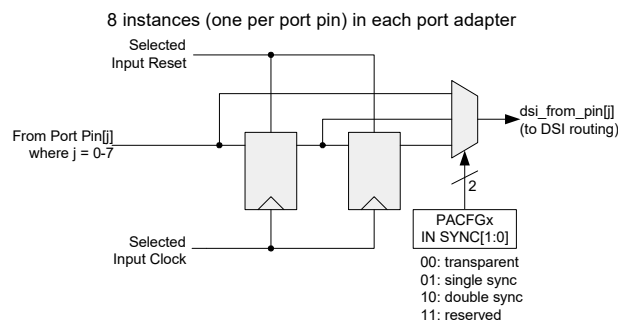 8 instances (one per port pin) in each port adapter
Selected
Input Reset
From Port Pin[j]
where j = 0-7
dsi_from_pin[j]
(to DSI routing)
2
Selected
Input Clock
PACFGx
IN SYNC[1:0]
00: transparent
01: single sync
10: double sync
11: reserved